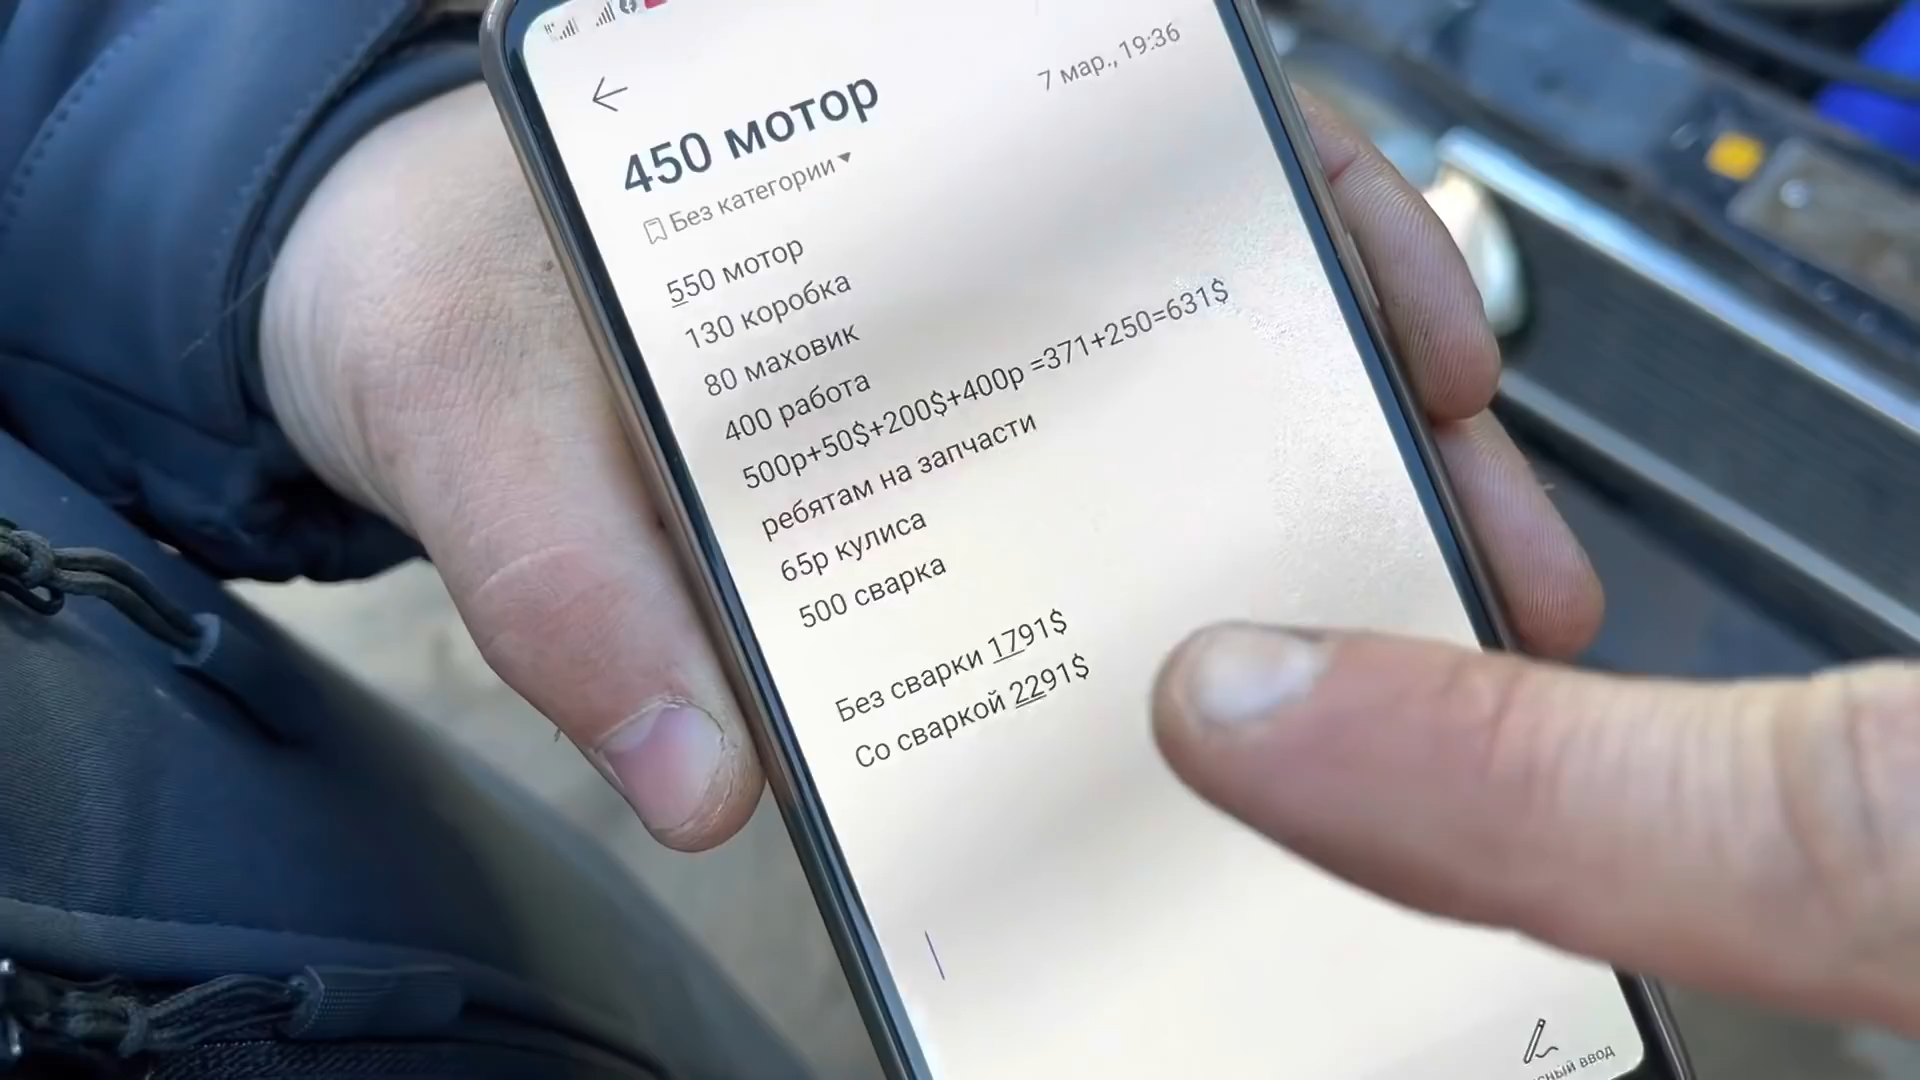 7 мар., 19:36
450 мотор
Без категории
550 мотор
130 коробка
80 маховик
400 работа
500р+50$+200$+400р =371+250=631$
ребятам на запчасти
65р кулиса
500 сварка
Без сварки 1791$
Со сваркой 2291$
ввод